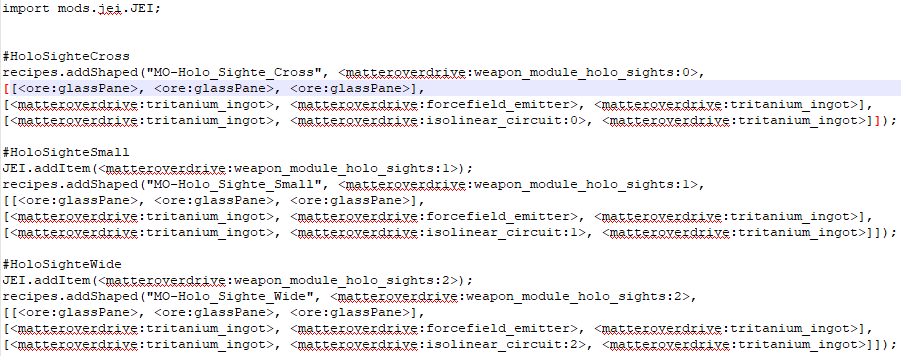 import mods.jei.JEI;
#HoloSighteCross
recipes.addShaped("MO-Holo_Sighte_Cross", <matteroverdrive:weapon_module_holo_sights:0>,
[[<ore:glassPane>, <ore:glassPane>, <ore:glassPane>],
[<matteroverdrive:tritanium_ingot>, <matteroverdrive:forcefield_emitter>, <matteroverdrive:tritanium_ingot>],
[<matteroverdrive:tritanium_ingot>, <matteroverdrive:isolinear_circuit:0>, <matteroverdrive:tritanium_ingot>]]);
#HoloSighteSmall
JEI.addItem(<matteroverdrive:weapon_module_holo_sights:1>);
recipes.addShaped("MO-Holo_Sighte_Small", <matteroverdrive:weapon_module_holo_sights:1>,
[[<ore:glassPane>, <ore:glassPane>, <ore:glassPane>],
[<matteroverdrive:tritanium_ingot>, <matteroverdrive:forcefield_emitter>, <matteroverdrive:tritanium_ingot>],
[<matteroverdrive:tritanium_ingot>, <matteroverdrive:isolinear_circuit:1>, <matteroverdrive:tritanium_ingot>]]);
#HoloSighteWide
JEI.addItem(<matteroverdrive:weapon_module_holo_sights:2>);
recipes.addShaped("MO-Holo_Sighte_Wide", <matteroverdrive:weapon_module_holo_sights:2>,
[[<ore:glassPane>, <ore:glassPane>, <ore:glassPane>],
[<matteroverdrive:tritanium_ingot>, <matteroverdrive:forcefield_emitter>, <matteroverdrive:tritanium_ingot>],
[<matteroverdrive:tritanium_ingot>, <matteroverdrive:isolinear_circuit:2>, <matteroverdrive:tritanium_ingot>]]);